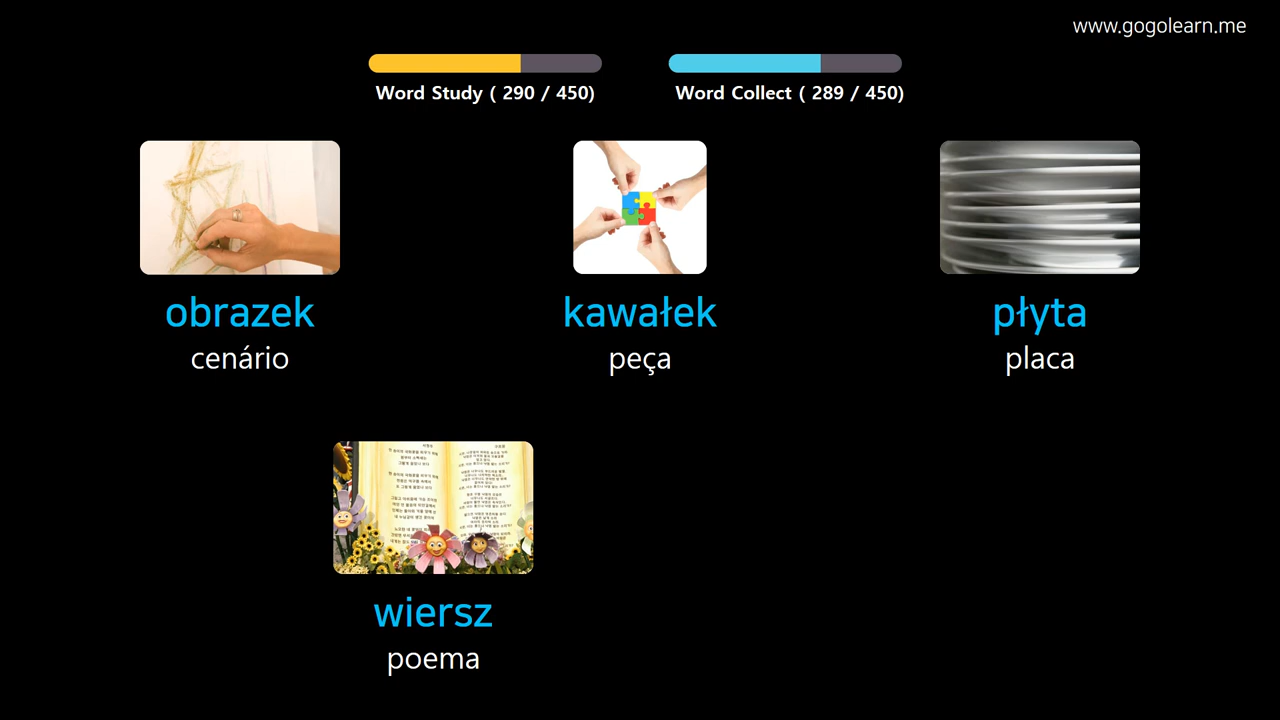 www.gogolearn.me
Word Study ( 290 / 450)
Word Collect ( 289 / 450)
obrazek
cenário
kawałek
peça
płyta
placa
wiersz
poema